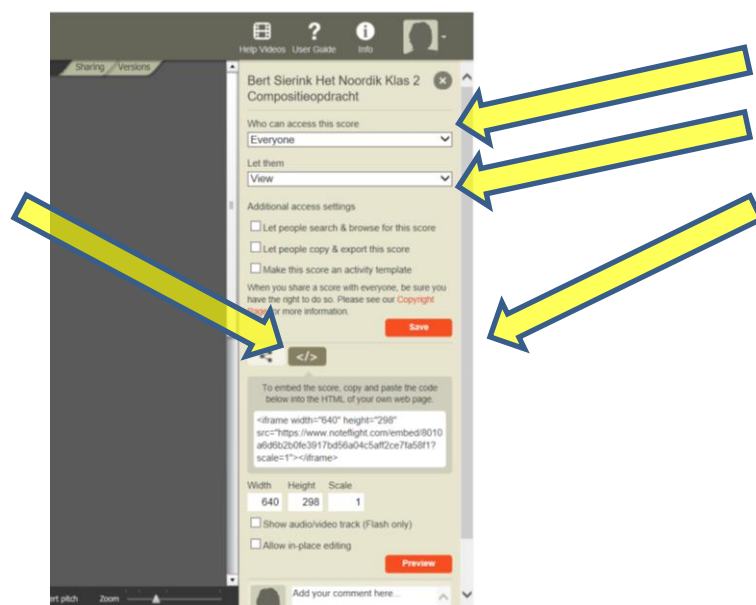 ?
i
Help Videos User Guide Info
Sharing Versions
Bert Sierink Het Noordik Klas 2
Compositieopdracht
Who can access this score
Everyone
Let them
View
Additional access settings
Let people search & browse for this score
Let people copy & export this score
Make this score an activity template
When you share a score with everyone, be sure you
have the right to do so. Please see our Copyright
Page for more information.
Save
</>
To embed the score, copy and paste the code
below into the HTML of your own web page.
<iframe width="640" height="298"
src="https://www.noteflight.com/embed/8010
a6d6b2b0fe3917bd56a04c5aff2ce7fa58f1?
scale=1"></iframe>
Width Height Scale
640 298 1
Show audio/video track (Flash only)
Allow in-place editing
Preview
Add your comment here...
pitch Zoom